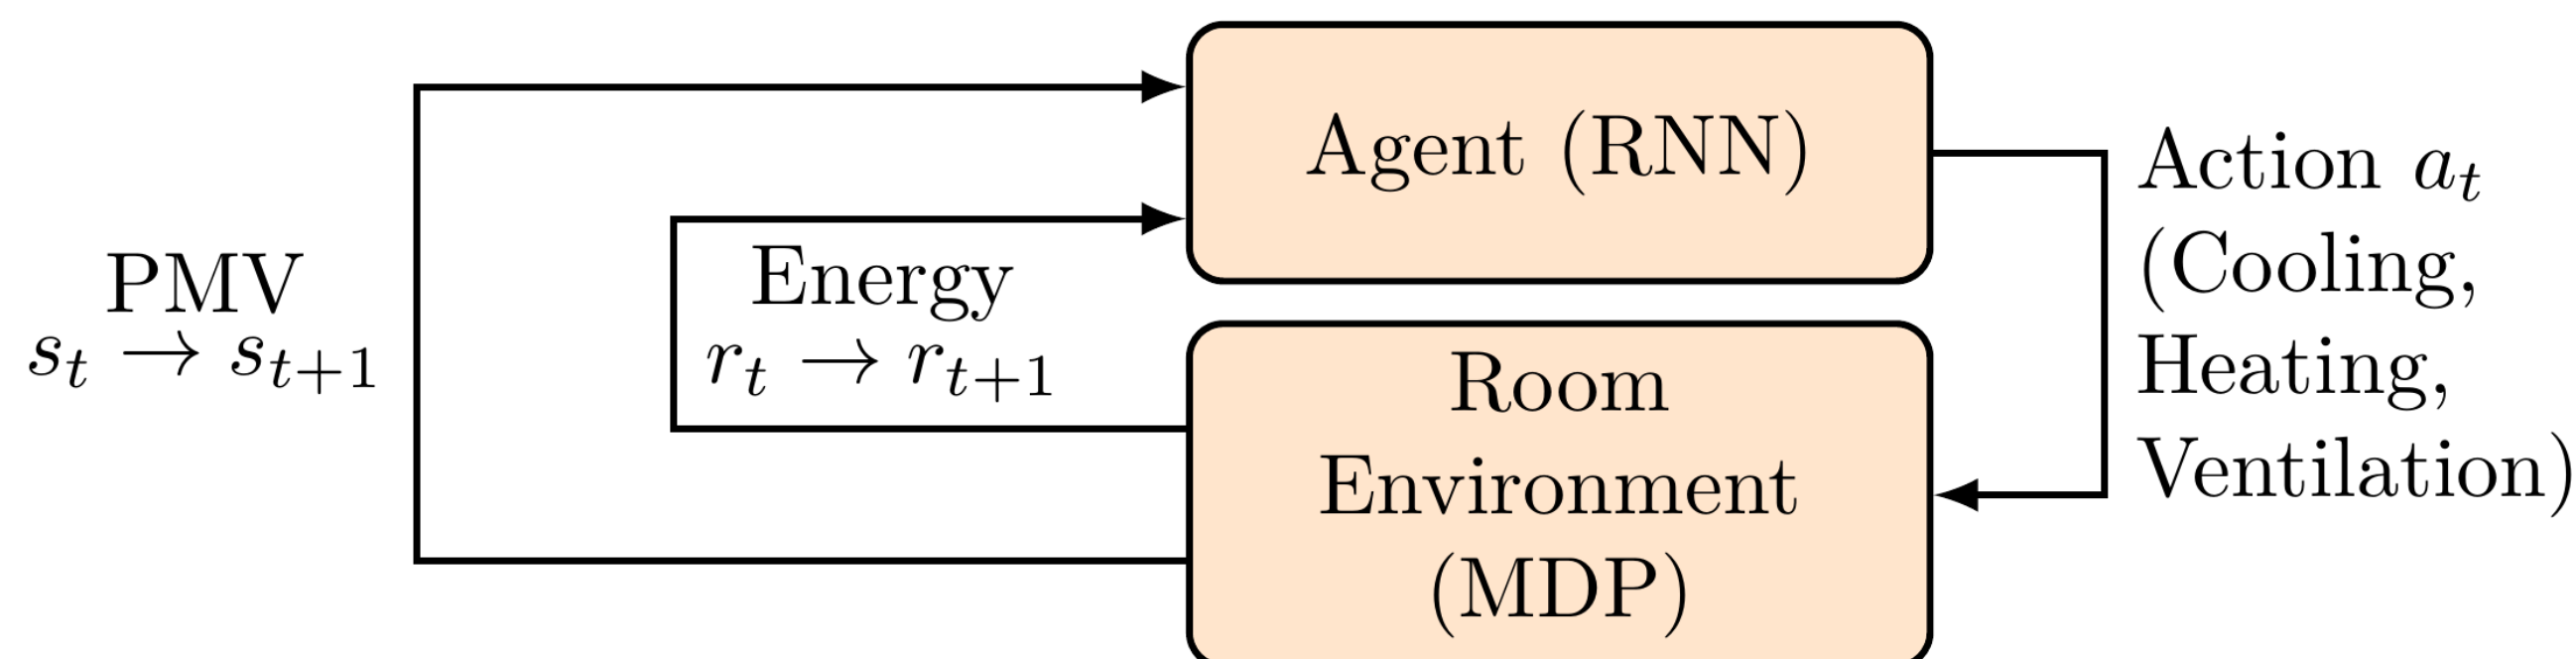 Agent (RNN)
Action a_t
(Cooling,
Heating,
Ventilation)
PMV
s_t → s_{t+1}
Energy
r_t → r_{t+1}
Room
Environment
(MDP)